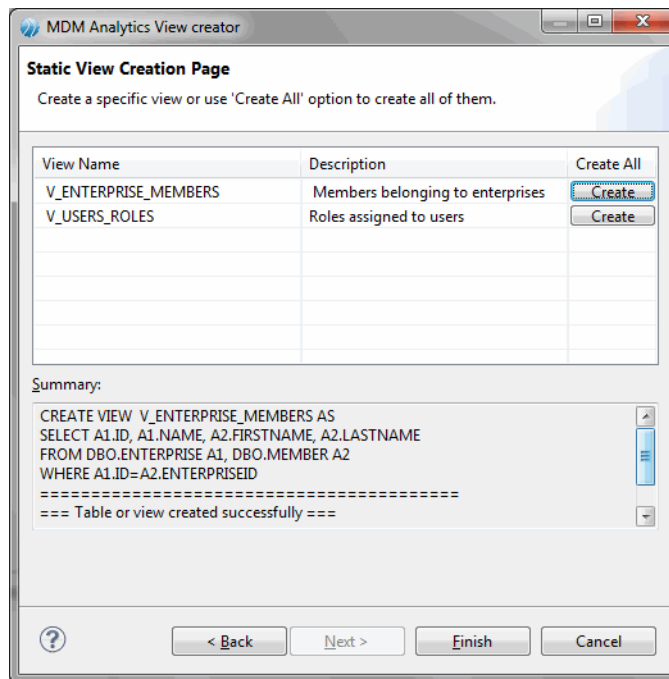 MDM Analytics View creator
Static View Creation Page
Create a specific view or use 'Create All' option to create all of them.
View Name Description Create All
V_ENTERPRISE_MEMBERS Members belonging to enterprises Create
V_USERS_ROLES Roles assigned to users Create
Summary:
CREATE VIEW V_ENTERPRISE_MEMBERS AS
SELECT A1.ID, A1.NAME, A2.FIRSTNAME, A2.LASTNAME
FROM DBO.ENTERPRISE A1, DBO.MEMBER A2
WHERE A1.ID=A2.ENTERPRISEID
==========================================
=== Table or view created successfully ===
? < Back Next > Finish Cancel